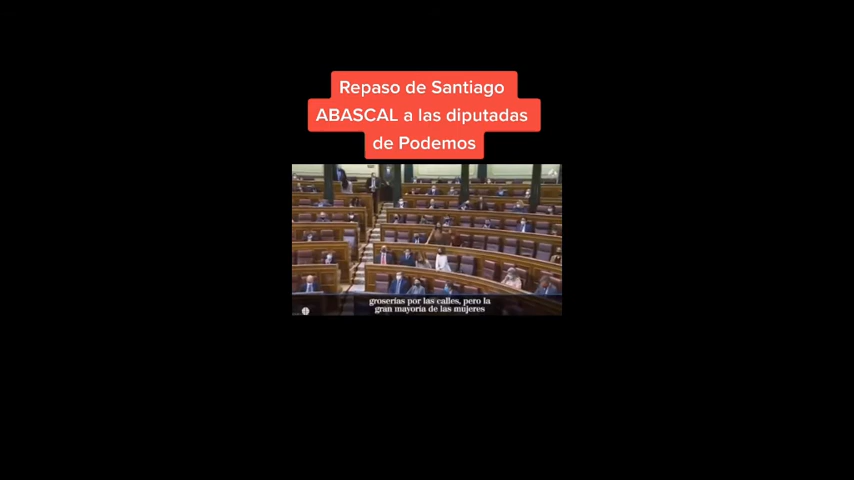 Repaso de Santiago
ABASCAL a las diputadas
de Podemos
groserías por las calles, pero la
gran mayoría de las mujeres